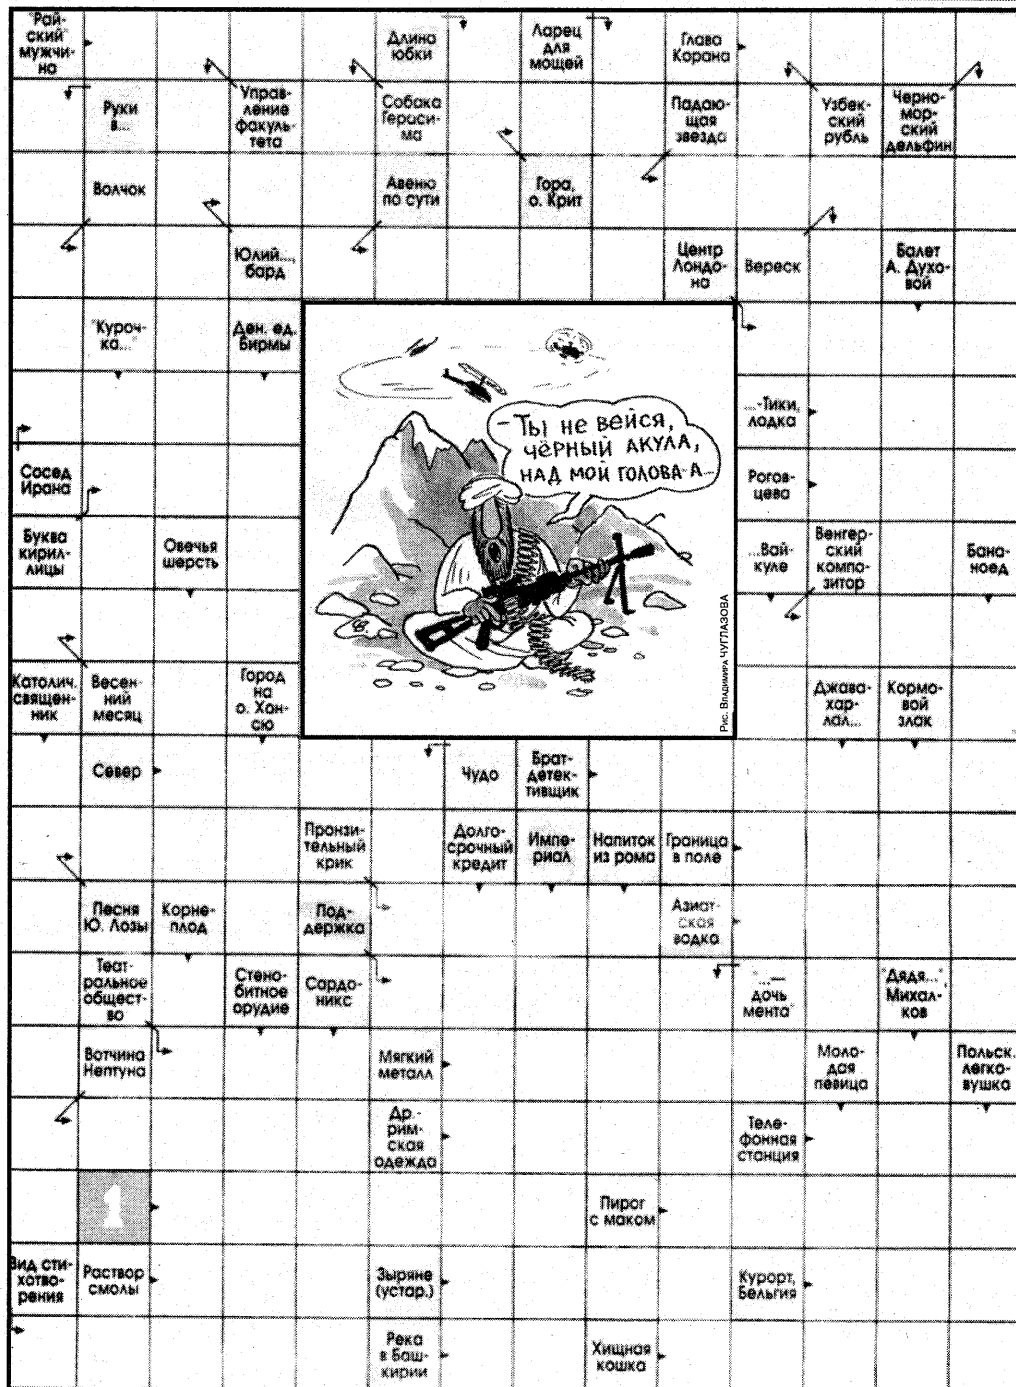 "Рай-
ский"
мужчи-
на
Длина
юбки
Ларец
для
мощей
Глава
Корана
Руки
в...
Управ-
ление
факуль-
тета
Собака
Гераси-
ма
Падаю-
щая
звезда
Узбек-
ский
рубль
Черно-
мор-
ский
дельфин
Волчок
Авеню
по сути
Гора,
о. Крит
Юлий...,
бард
Центр
Лондо-
на
Вереск
Балет
А. Духо-
вой
"Куроч-
ка..."
Ден. ед.
Бирмы
- Ты не вейся,
чёрный акула,
над мой голова-а...
...-Тики,
лодка
Сосед
Ирана
Рогов-
цева
Буква
кирил-
лицы
Овечья
шерсть
...Вай-
куле
Венгер-
ский
компо-
зитор
Бана-
ноед
Католич.
священ-
ник
Весен-
ний
месяц
Город
на
о. Хон-
сю
Джава-
хар-
лал...
Кормо-
вой
злак
Рис. Владимира ЧУГЛАЗОВА
Север
Чудо
Брат-
детек-
тивщик
Пронзи-
тельный
крик
Долго-
срочный
кредит
Импе-
риал
Напиток
из рома
Граница
в поле
Песня
Ю. Лозы
Корне-
плод
Под-
держка
Азиат-
ская
водка
Теат-
ральное
общест-
во
Стено-
битное
орудие
Сардо-
никс
"...—
дочь
мента"
"Дядя...",
Михал-
ков
Вотчина
Нептуна
Мягкий
металл
Моло-
дая
певица
Польск.
легко-
вушка
Др.-
рим-
ская
одежда
Теле-
фонная
станция
1
Пирог
с маком
Вид сти-
хотво-
рения
Раствор
смолы
Зыряне
(устар.)
Курорт,
Бельгия
Река
в Баш-
кирии
Хищная
кошка